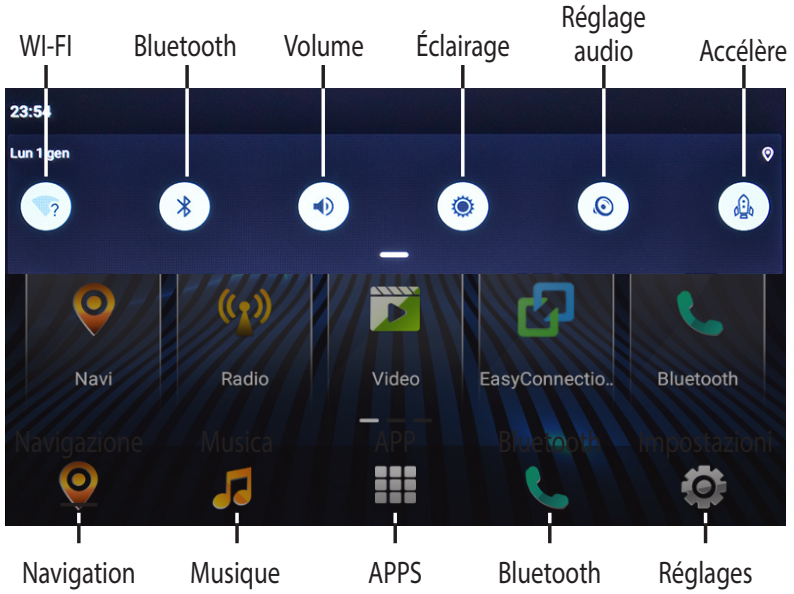 WI-FI Bluetooth Volume Éclairage Réglage audio Accélère
23:54
Lun 1 gen
?
Navi Radio Video EasyConnectio.. Bluetooth
Navigazione Musica APP Bluetooth Impostazioni
Navigation Musique APPS Bluetooth Réglages